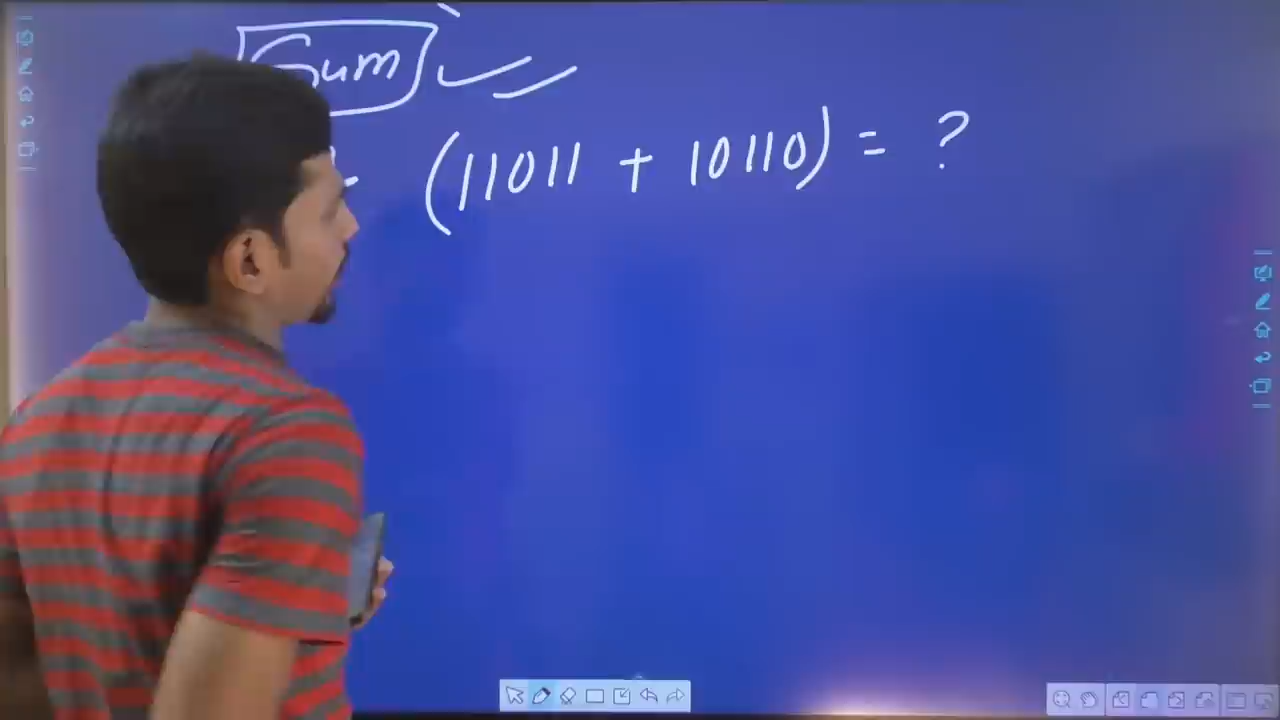 Sum
(11011 + 10110) = ?